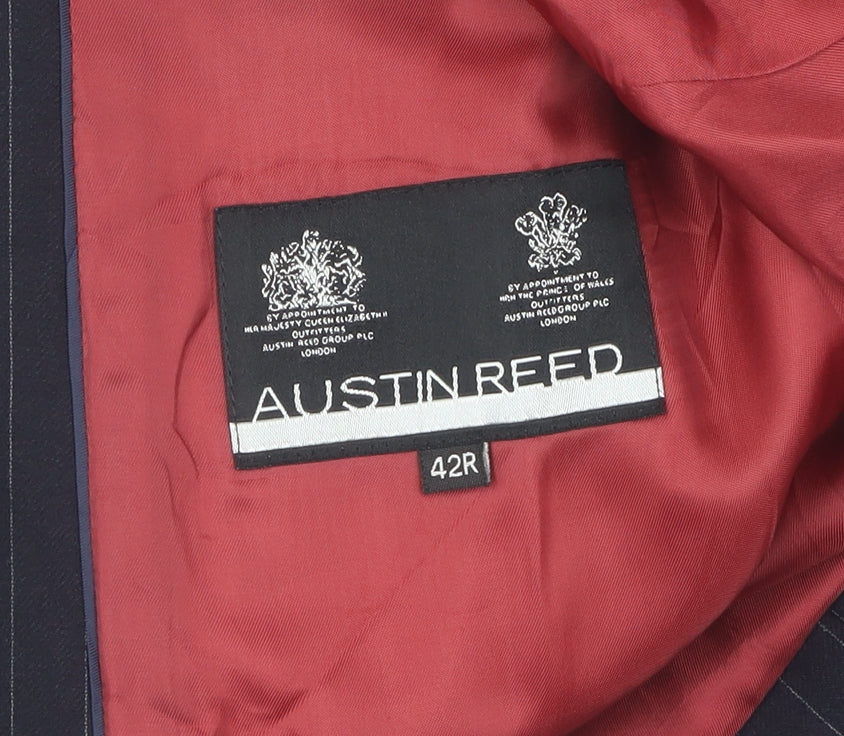 BY APPOINTMENT TO
HER MAJESTY QUEEN ELIZABETH II
OUTFITTERS
AUSTIN REED GROUP PLC
LONDON
BY APPOINTMENT TO
HRH THE PRINCE OF WALES
OUTFITTERS
AUSTIN REED GROUP PLC
LONDON
AUSTIN REED
42R